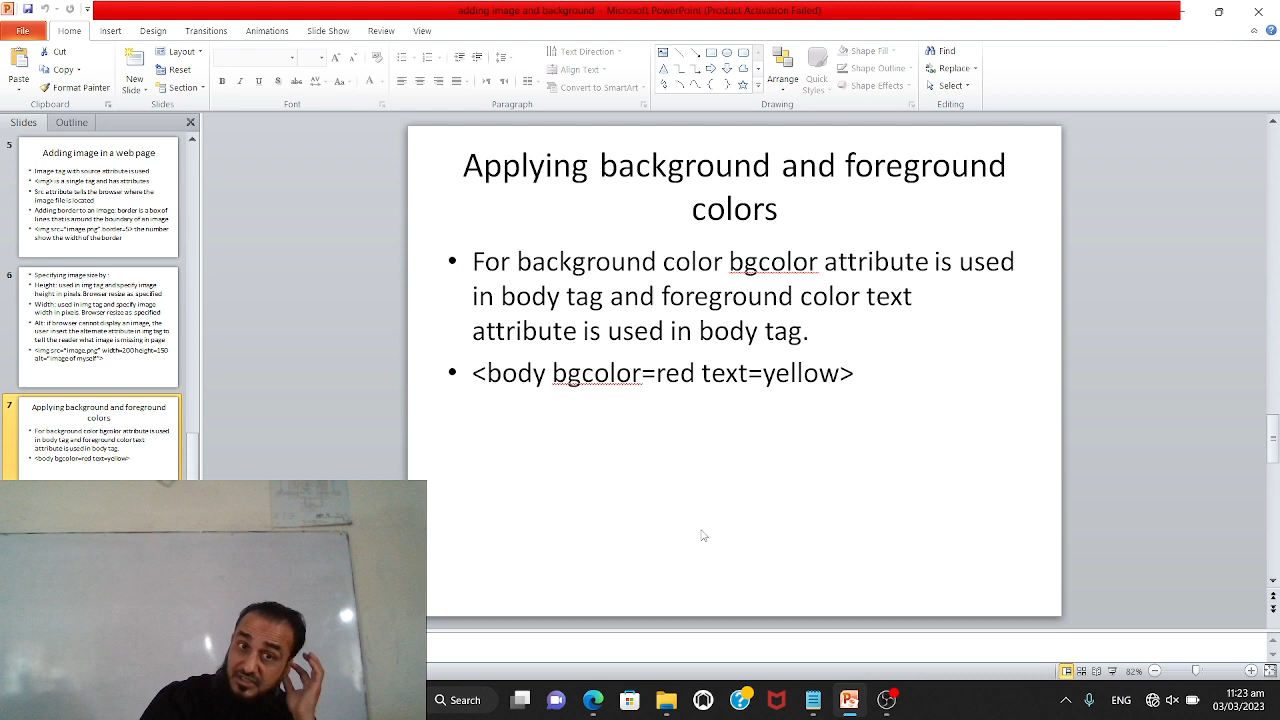 adding image and background - Microsoft PowerPoint (Product Activation Failed)
File Home Insert Design Transitions Animations Slide Show Review View
Paste
Cut
Copy
Format Painter
Clipboard
New Slide
Layout
Reset
Section
Slides
B I U S abc AV Aa A
Font
Text Direction
Align Text
Convert to SmartArt
Paragraph
Arrange
Quick Styles
Shape Fill
Shape Outline
Shape Effects
Drawing
Find
Replace
Select
Editing
Slides Outline
5
Adding image in a web page
• Image tag with source attribute is used
• <img> is a single tag and has attributes
• Src attribute tells the browser where the
image file is located
• Adding border to an image: border is a box of
lines that is around the boundary of an image
• <img src="image.png" border=5> the number
show the width of the border
6
• Specifying image size by :
• Height: used in img tag and specify image
height in pixels. Browser resize as specified
• Width: used in img tag and specify image
width in pixels. Browser resize as specified
• Alt: if browser cannot display an image, the
user insert the alternate attribute in img tag to
tell the reader what image is missing in page
• <img src="image.png" width=200 height=150
alt="image of myself">
7
Applying background and foreground
colors
• For background color bgcolor attribute is used
in body tag and foreground color text
attribute is used in body tag.
• <body bgcolor=red text=yellow>
Applying background and foreground
colors
• For background color bgcolor attribute is used
in body tag and foreground color text
attribute is used in body tag.
• <body bgcolor=red text=yellow>
82%
Search
ENG
11:23 am
03/03/2023